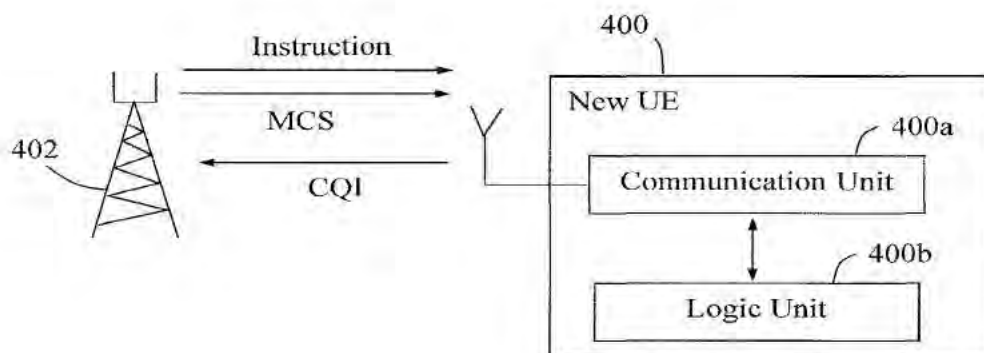 Instruction
MCS
CQI
402
400
New UE
400a
Communication Unit
400b
Logic Unit